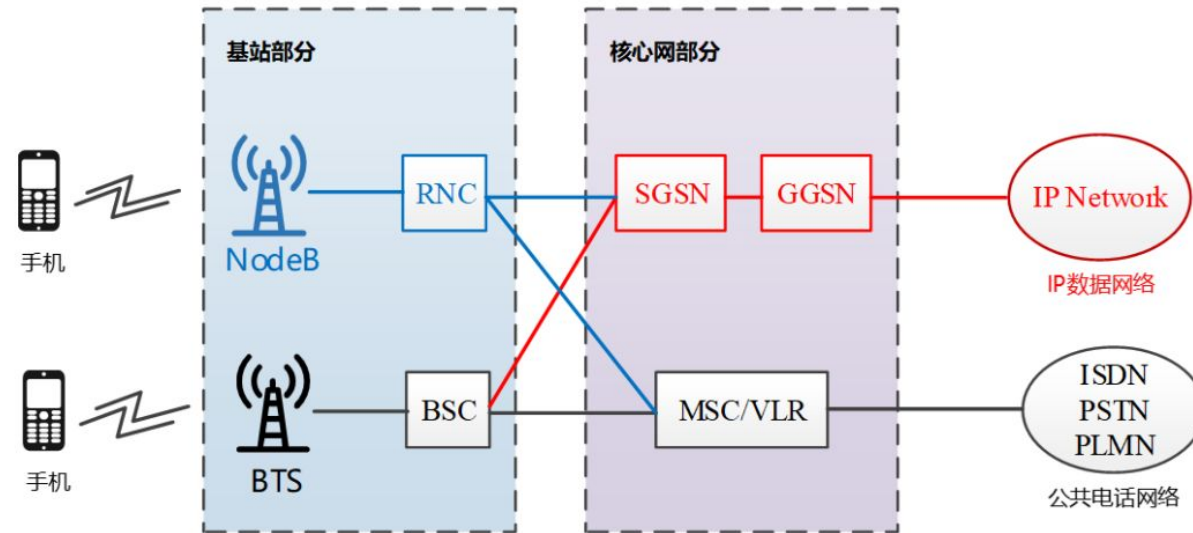 基站部分
核心网部分
RNC
SGSN
GGSN
IP Network
NodeB
手机
IP数据网络
BSC
MSC/VLR
ISDN
PSTN
PLMN
BTS
手机
公共电话网络